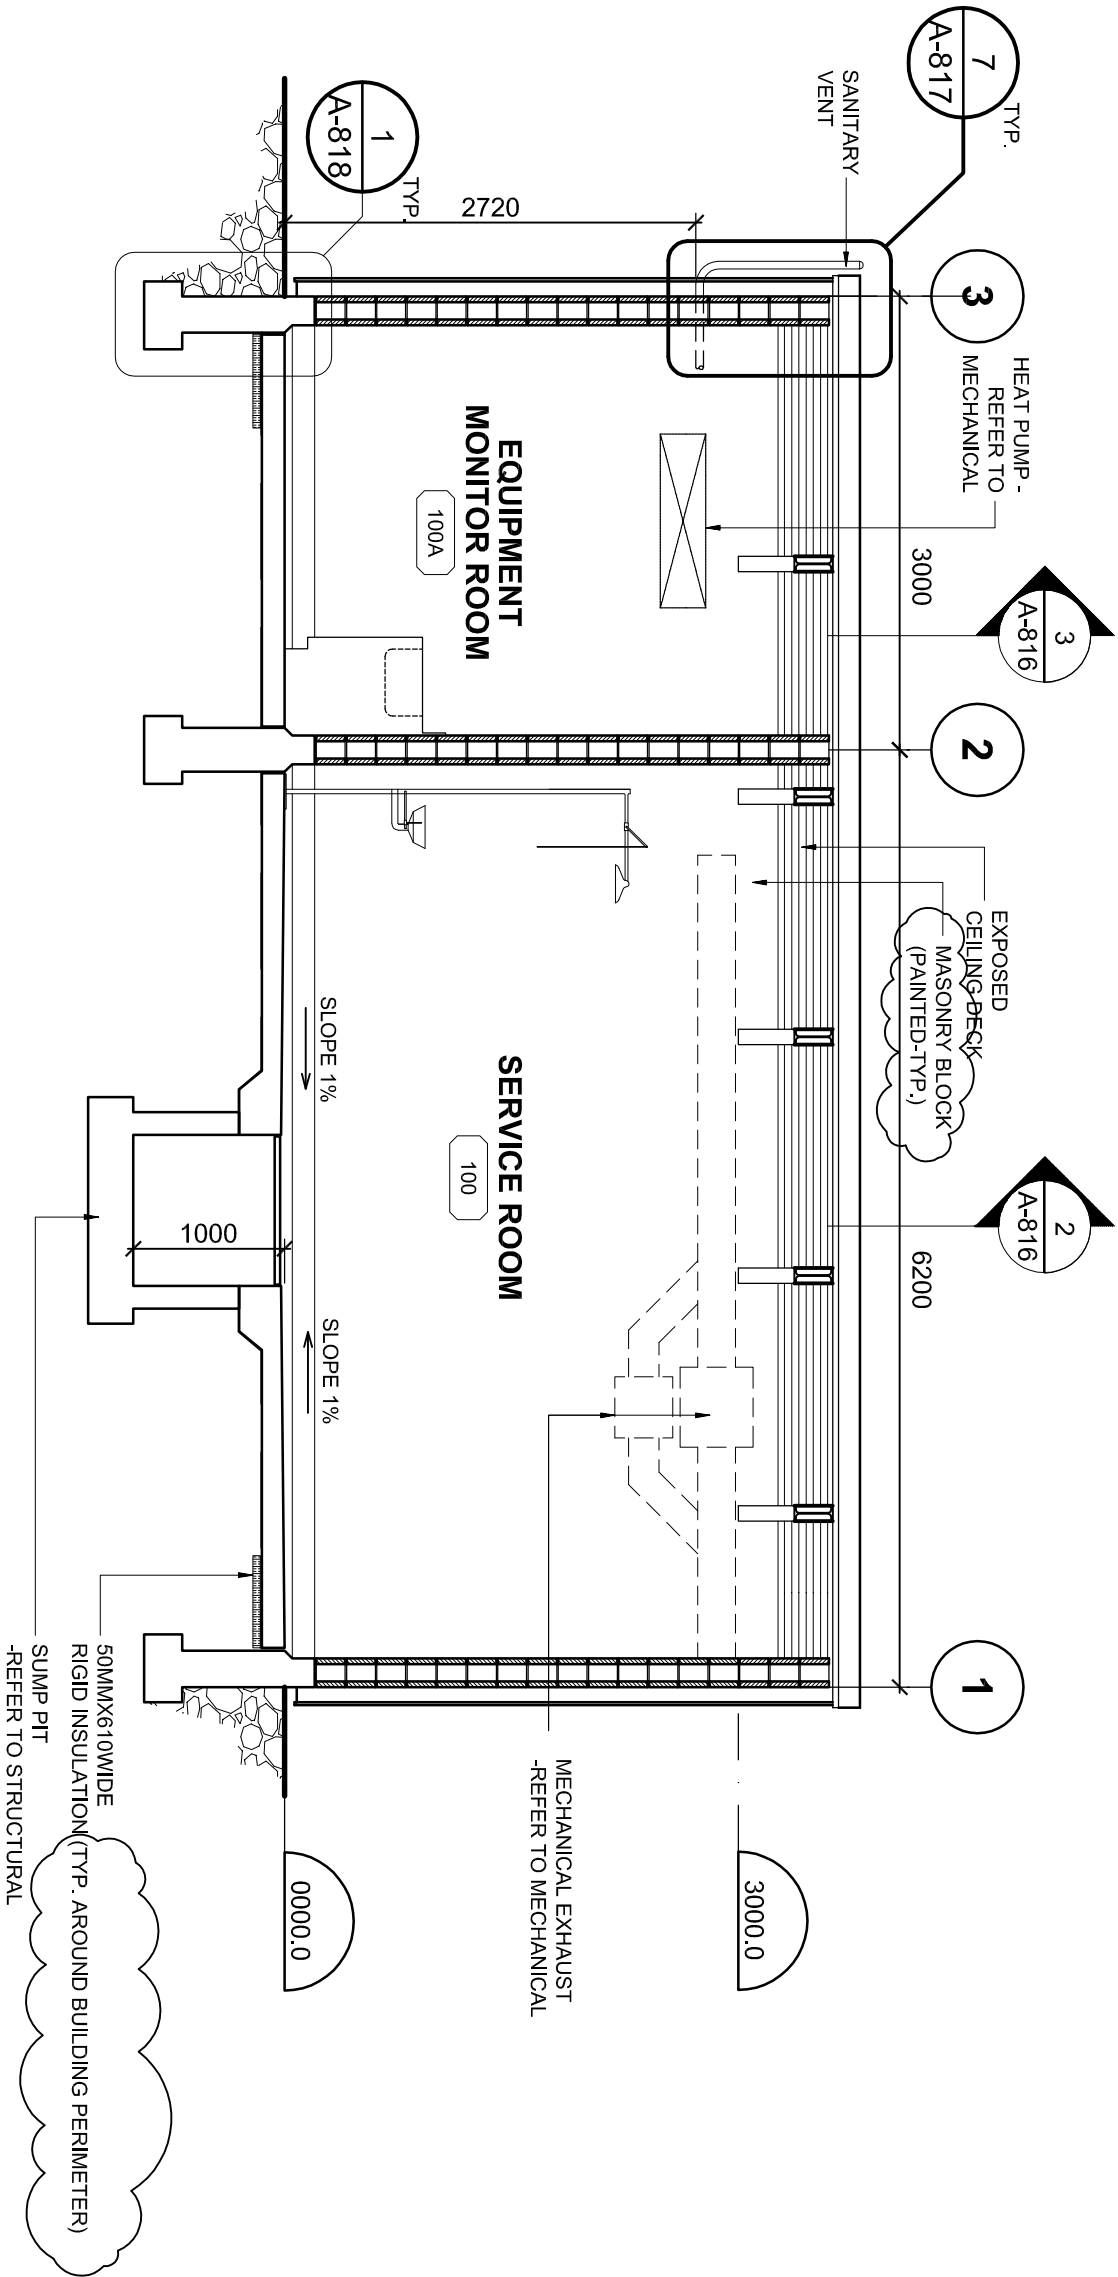 7
A-817
TYP.
SANITARY
VENT
1
A-818
TYP.
2720
3
HEAT PUMP -
REFER TO
MECHANICAL
3000
3
A-816
2
EXPOSED
CEILING DECK
MASONRY BLOCK
(PAINTED-TYP.)
2
A-816
6200
1
EQUIPMENT
MONITOR ROOM
100A
SERVICE ROOM
100
SLOPE 1%
SLOPE 1%
1000
3000.0
MECHANICAL EXHAUST
-REFER TO MECHANICAL
0000.0
50MMX610WIDE
RIGID INSULATION(TYP. AROUND BUILDING PERIMETER)
SUMP PIT
-REFER TO STRUCTURAL